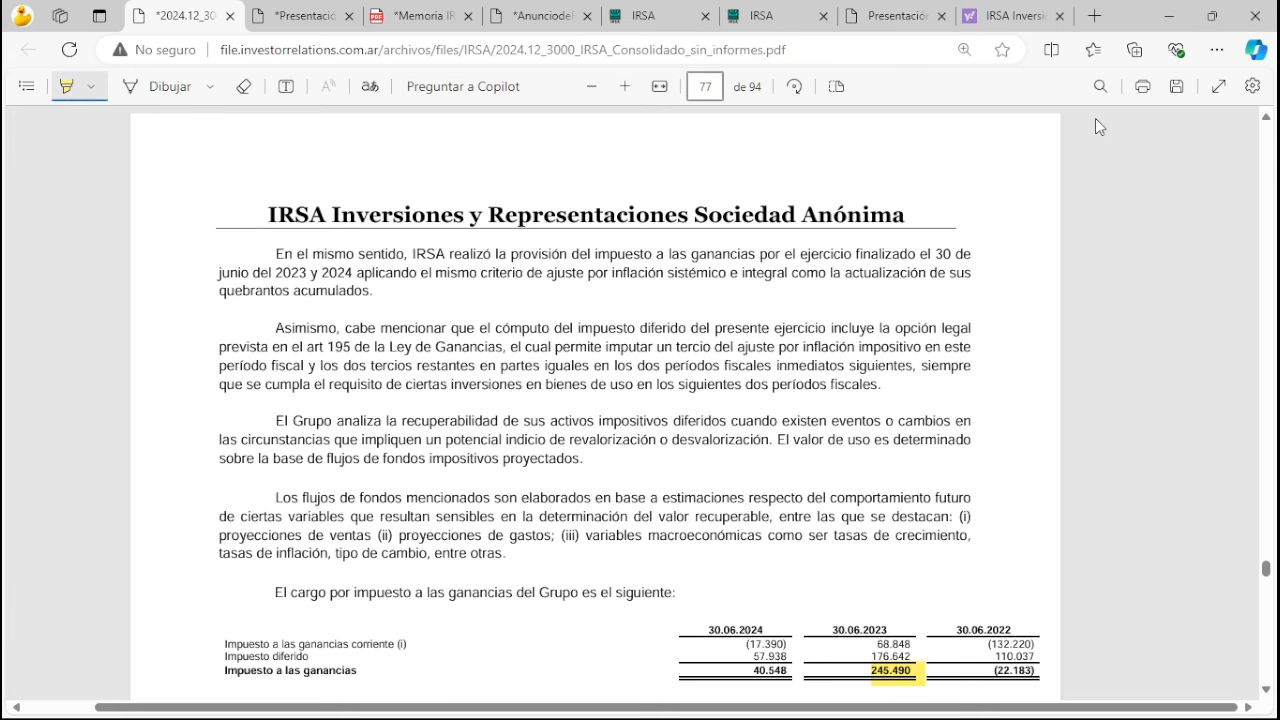 *2024.12_30
*Presentació
*Memoria IR
*AnunciodeR
IRSA
IRSA
Presentación
IRSA Inversi
No seguro
file.investorrelations.com.ar/archivos/files/IRSA/2024.12_3000_IRSA_Consolidado_sin_informes.pdf
Dibujar
aあ
Preguntar a Copilot
77
de 94
IRSA Inversiones y Representaciones Sociedad Anónima
En el mismo sentido, IRSA realizó la provisión del impuesto a las ganancias por el ejercicio finalizado el 30 de
junio del 2023 y 2024 aplicando el mismo criterio de ajuste por inflación sistémico e integral como la actualización de sus
quebrantos acumulados.
Asimismo, cabe mencionar que el cómputo del impuesto diferido del presente ejercicio incluye la opción legal
prevista en el art 195 de la Ley de Ganancias, el cual permite imputar un tercio del ajuste por inflación impositivo en este
período fiscal y los dos tercios restantes en partes iguales en los dos períodos fiscales inmediatos siguientes, siempre
que se cumpla el requisito de ciertas inversiones en bienes de uso en los siguientes dos períodos fiscales.
El Grupo analiza la recuperabilidad de sus activos impositivos diferidos cuando existen eventos o cambios en
las circunstancias que impliquen un potencial indicio de revalorización o desvalorización. El valor de uso es determinado
sobre la base de flujos de fondos impositivos proyectados.
Los flujos de fondos mencionados son elaborados en base a estimaciones respecto del comportamiento futuro
de ciertas variables que resultan sensibles en la determinación del valor recuperable, entre las que se destacan: (i)
proyecciones de ventas (ii) proyecciones de gastos; (iii) variables macroeconómicas como ser tasas de crecimiento,
tasas de inflación, tipo de cambio, entre otras.
El cargo por impuesto a las ganancias del Grupo es el siguiente:
30.06.2024 30.06.2023 30.06.2022
Impuesto a las ganancias corriente (i) (17.390) 68.848 (132.220)
Impuesto diferido 57.938 176.642 110.037
Impuesto a las ganancias 40.548 245.490 (22.183)